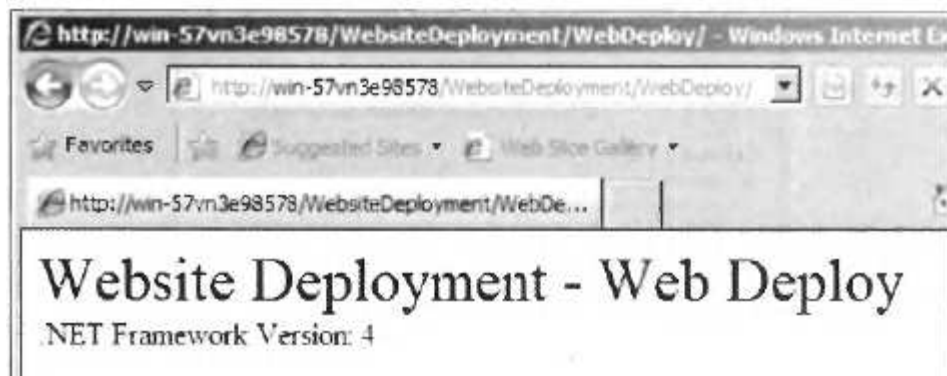 http://win-57vn3e98578/WebsiteDeployment/WebDeploy/ - Windows Internet Ex
http://win-57vn3e98578/WebsiteDeployment/WebDeploy/
Favorites Suggested Sites Web Slice Gallery
http://win-57vn3e98578/WebsiteDeployment/WebDe...
Website Deployment - Web Deploy
.NET Framework Version: 4